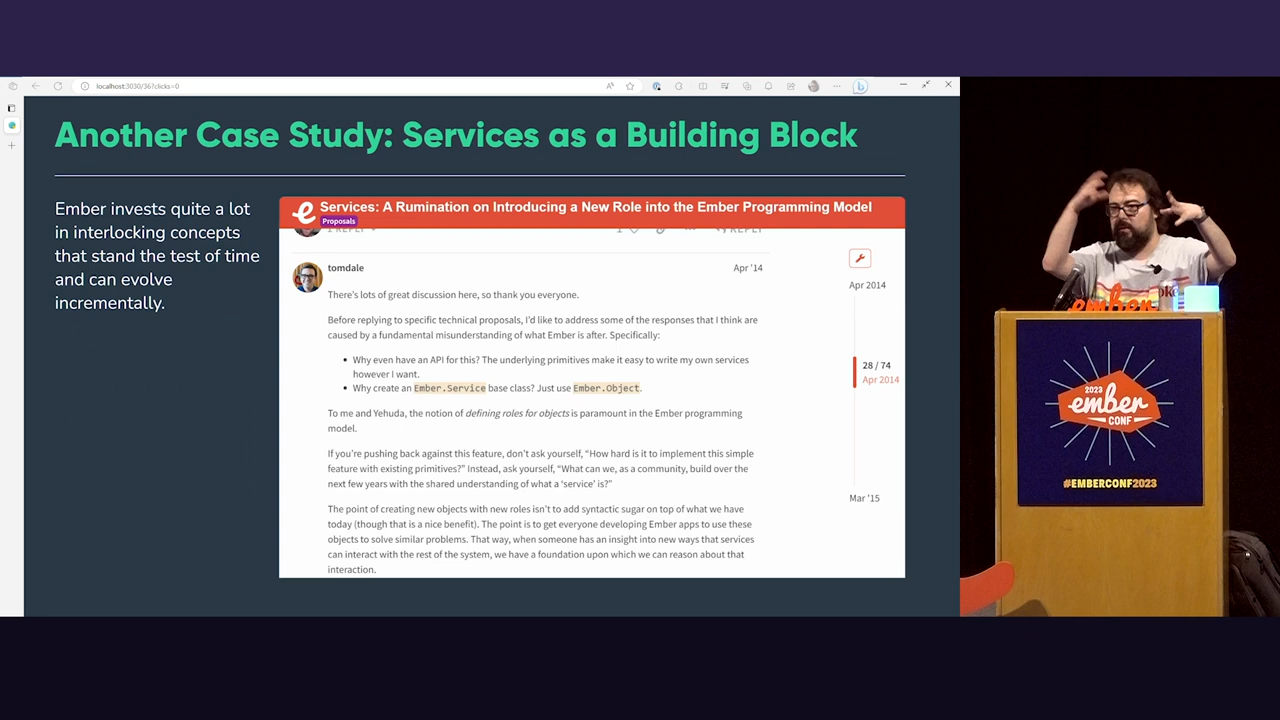 localhost:3030/36?clicks=0
Another Case Study: Services as a Building Block
Ember invests quite a lot
in interlocking concepts
that stand the test of time
and can evolve
incrementally.
Services: A Rumination on Introducing a New Role into the Ember Programming Model
Proposals
1 REPLY
REPLY
tomdale
Apr '14
There's lots of great discussion here, so thank you everyone.
Before replying to specific technical proposals, I'd like to address some of the responses that I think are
caused by a fundamental misunderstanding of what Ember is after. Specifically:
• Why even have an API for this? The underlying primitives make it easy to write my own services
however I want.
• Why create an Ember.Service base class? Just use Ember.Object.
To me and Yehuda, the notion of defining roles for objects is paramount in the Ember programming
model.
If you're pushing back against this feature, don't ask yourself, “How hard is it to implement this simple
feature with existing primitives?” Instead, ask yourself, “What can we, as a community, build over the
next few years with the shared understanding of what a ‘service’ is?”
The point of creating new objects with new roles isn't to add syntactic sugar on top of what we have
today (though that is a nice benefit). The point is to get everyone developing Ember apps to use these
objects to solve similar problems. That way, when someone has an insight into new ways that services
can interact with the rest of the system, we have a foundation upon which we can reason about that
interaction.
Apr 2014
28 / 74
Apr 2014
Mar '15
ember
2023
ember
CONF
#EMBERCONF2023